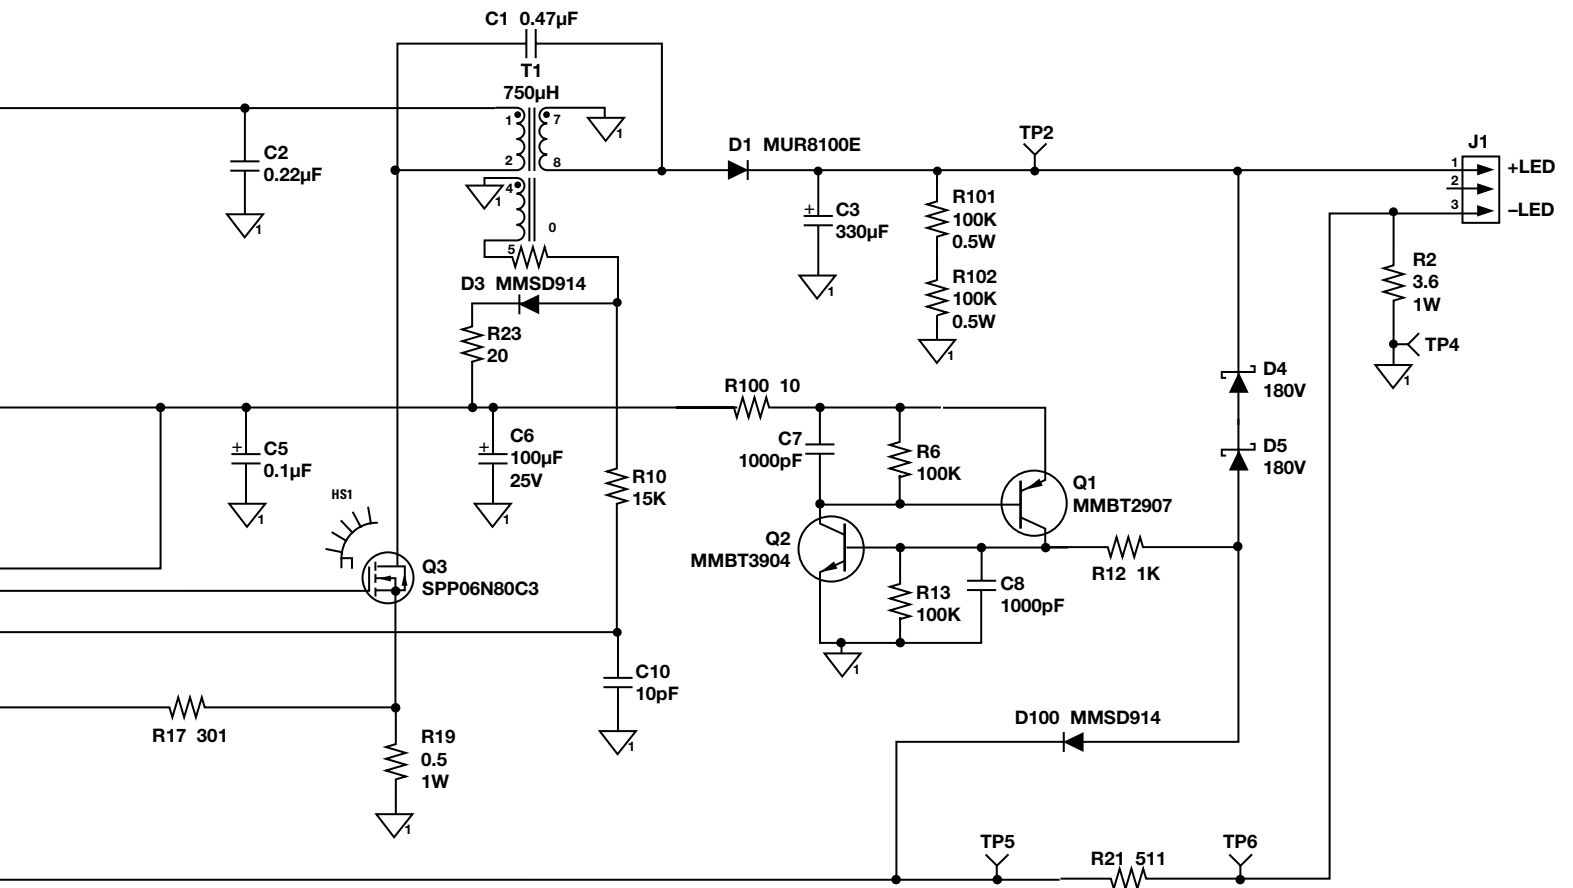 C1 0.47µF
T1
750µH
1
7
1
2
8
4
1
0
5
C2
0.22µF
1
D1 MUR8100E
TP2
J1
1
+LED
2
3
–LED
C3
330µF
1
R101
100K
0.5W
R102
100K
0.5W
1
R2
3.6
1W
TP4
1
D3 MMSD914
R23
20
D4
180V
D5
180V
R100 10
C7
1000pF
R6
100K
Q1
MMBT2907
C5
0.1µF
1
C6
100µF
25V
1
R10
15K
HS1
Q3
SPP06N80C3
Q2
MMBT3904
R13
100K
C8
1000pF
R12 1K
1
C10
10pF
1
R17 301
R19
0.5
1W
1
D100 MMSD914
TP5
R21 511
TP6
+
+
+